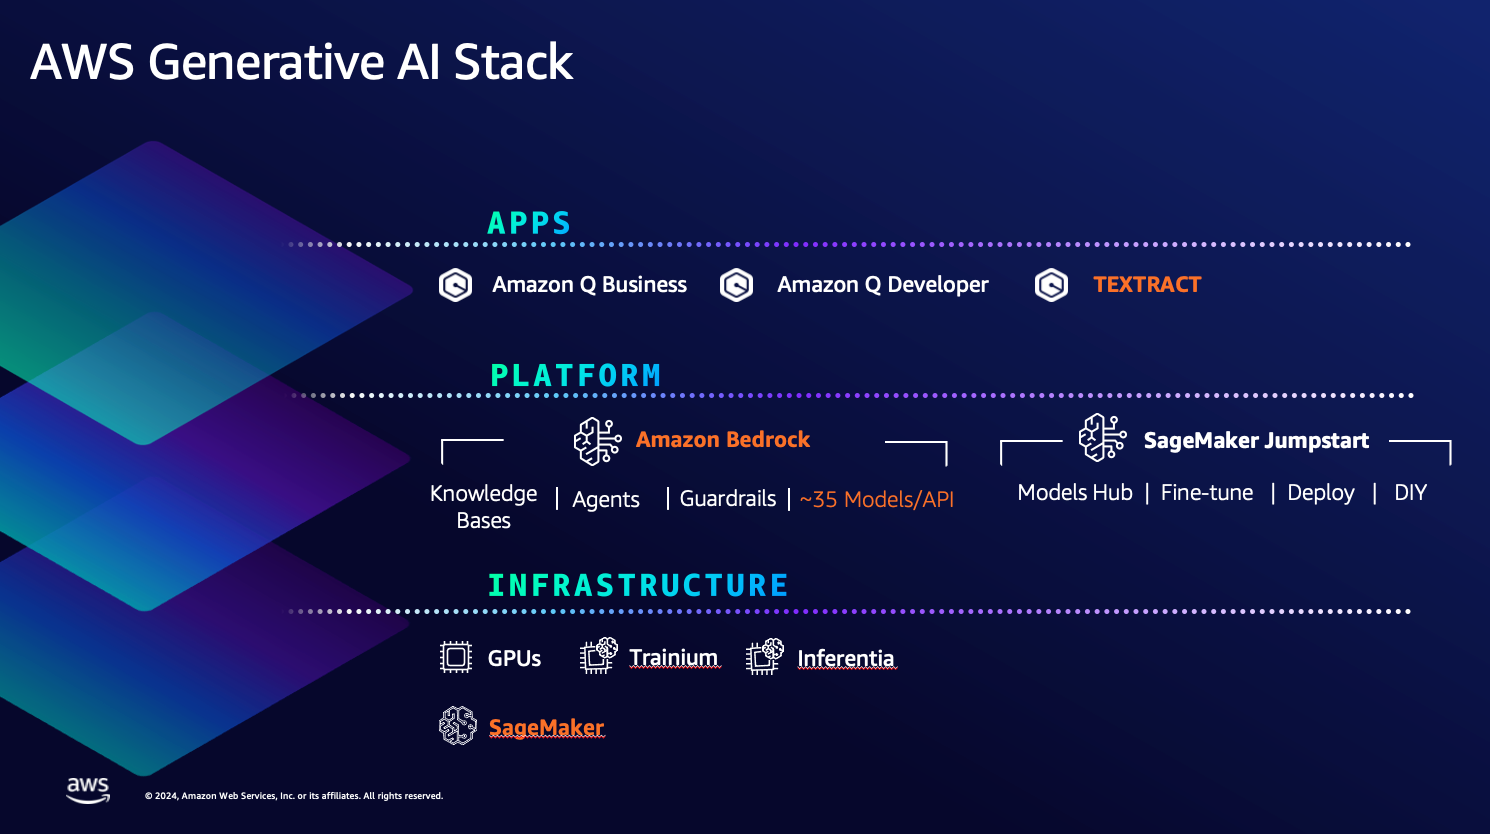 AWS Generative AI Stack
APPS
Amazon Q Business
Amazon Q Developer
TEXTRACT
PLATFORM
Amazon Bedrock
Knowledge
Bases
| Agents | Guardrails | ~35 Models/API
SageMaker Jumpstart
Models Hub | Fine-tune | Deploy | DIY
INFRASTRUCTURE
GPUs
Trainium
Inferentia
SageMaker
aws
© 2024, Amazon Web Services, Inc. or its affiliates. All rights reserved.